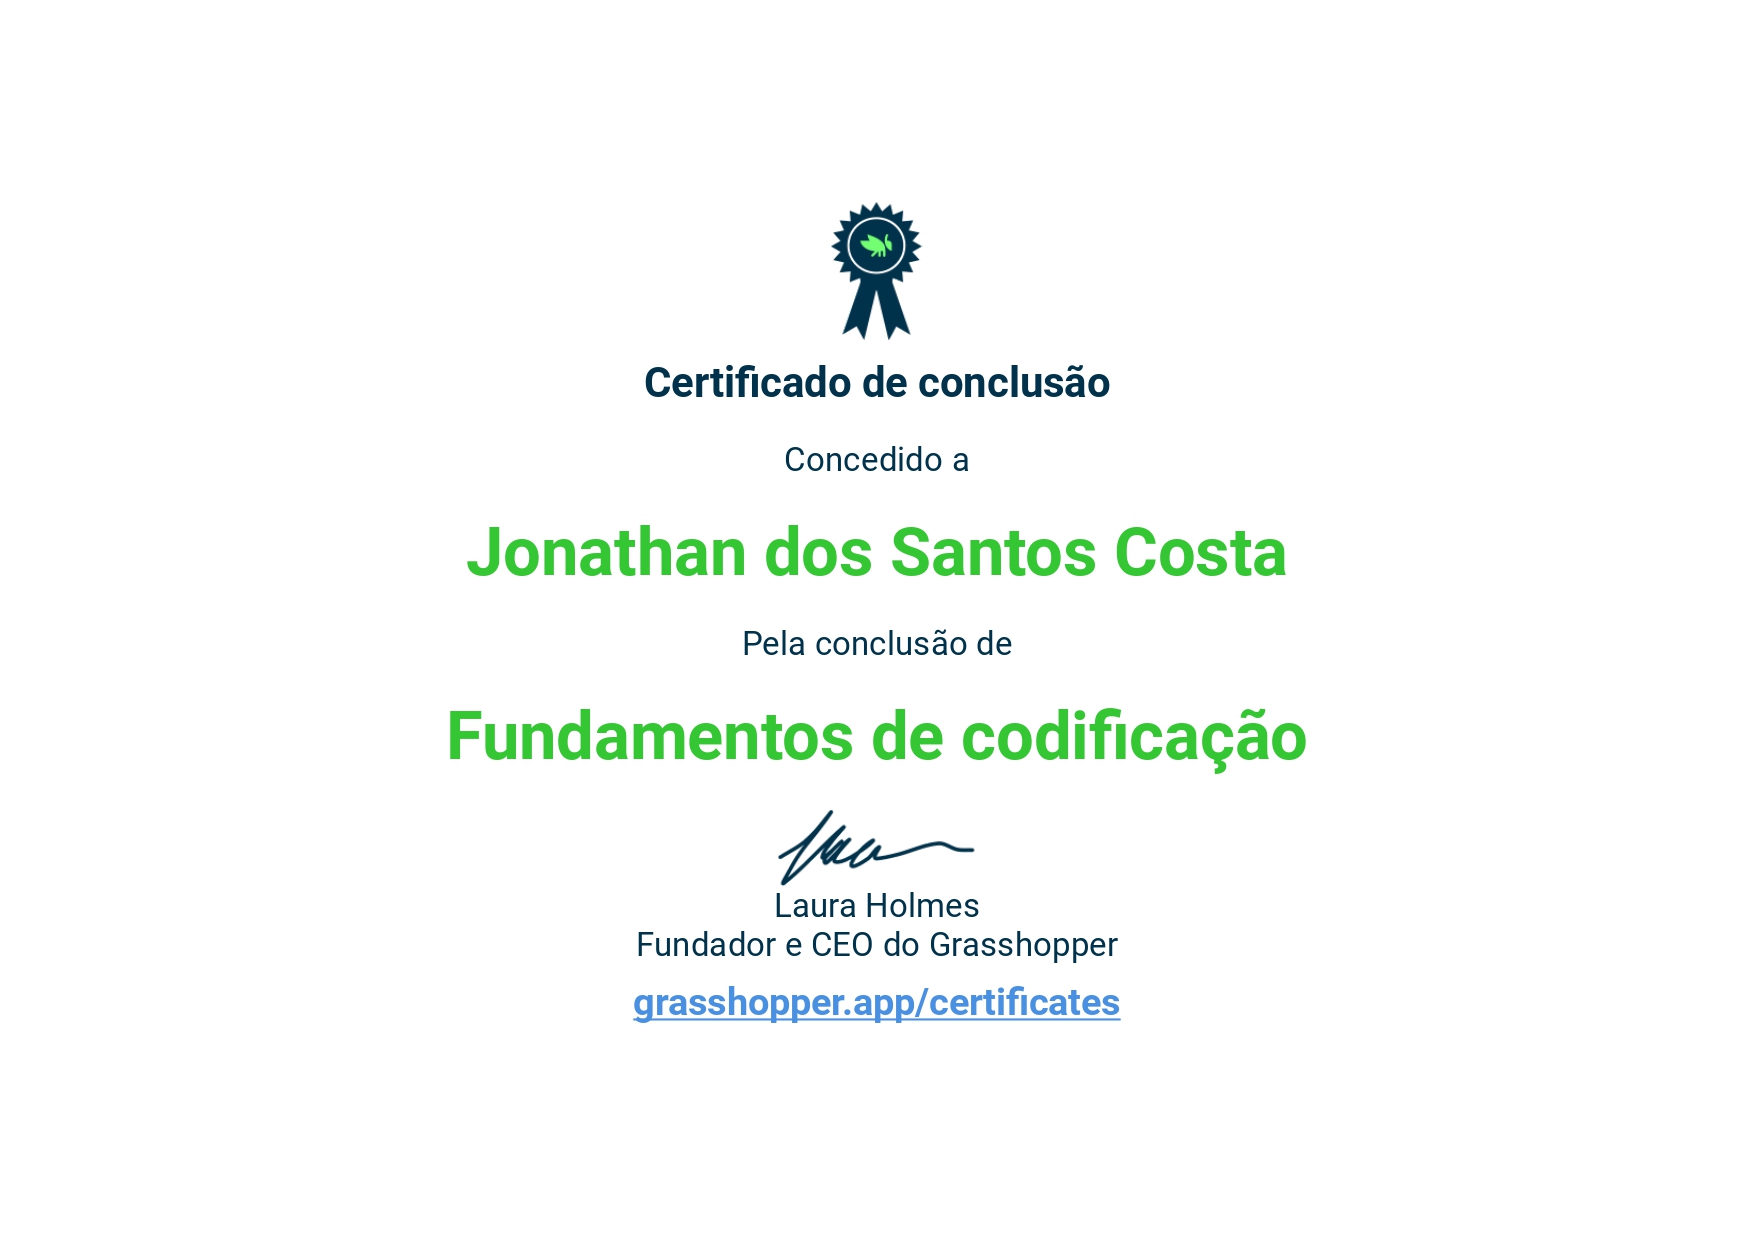 Certificado de conclusão
Concedido a
Jonathan dos Santos Costa
Pela conclusão de
Fundamentos de codificação
Laura Holmes
Fundador e CEO do Grasshopper
grasshopper.app/certificates